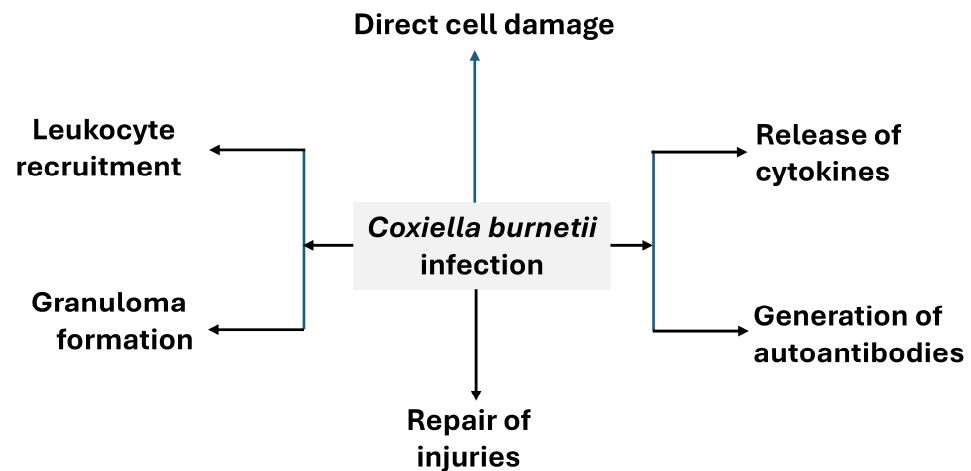 Direct cell damage
Leukocyte
recruitment
Release of
cytokines
Coxiella burnetii
infection
Granuloma
formation
Generation of
autoantibodies
Repair of
injuries